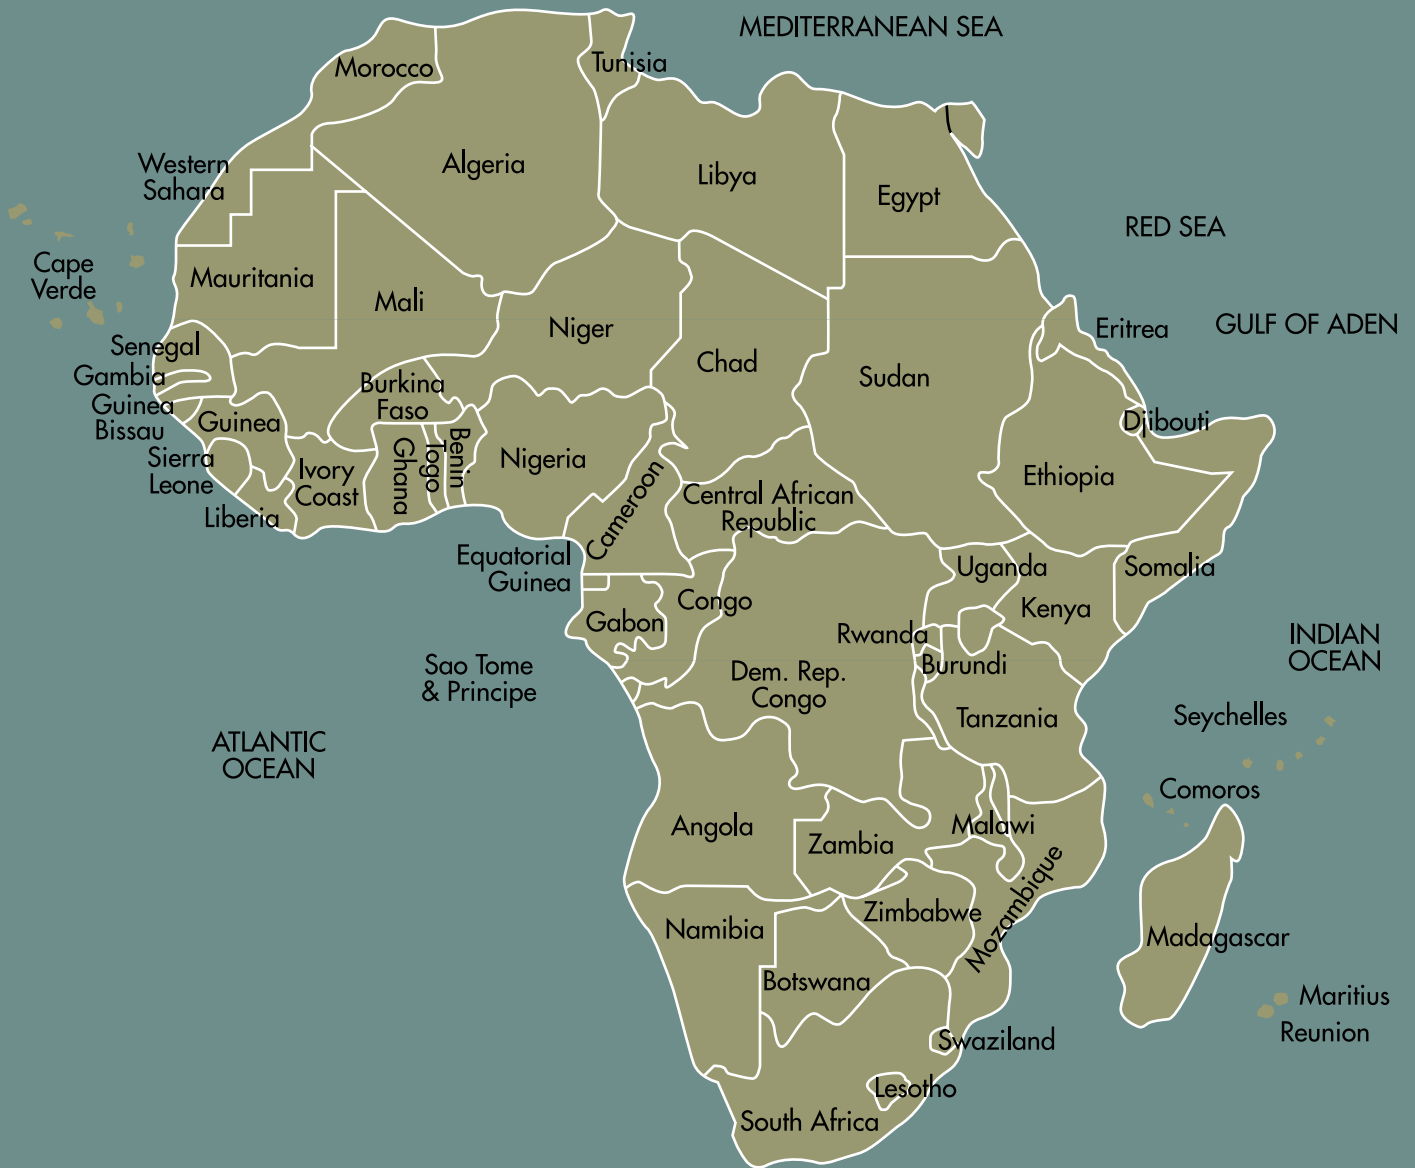 MEDITERRANEAN SEA
Morocco
Tunisia
Algeria
Libya
Egypt
Western
Sahara
RED SEA
Cape
Verde
Mauritania
Mali
Niger
Chad
Sudan
Eritrea
GULF OF ADEN
Senegal
Gambia
Guinea
Bissau
Guinea
Burkina
Faso
Djibouti
Sierra
Leone
Liberia
Ivory
Coast
Ghana
Togo
Benin
Nigeria
Cameroon
Central African
Republic
Ethiopia
Equatorial
Guinea
Uganda
Kenya
Somalia
Gabon
Congo
Rwanda
Burundi
INDIAN
OCEAN
Sao Tome
& Principe
Dem. Rep.
Congo
Tanzania
Seychelles
ATLANTIC
OCEAN
Comoros
Angola
Zambia
Malawi
Mozambique
Zimbabwe
Namibia
Botswana
Madagascar
Maritius
Reunion
Swaziland
Lesotho
South Africa